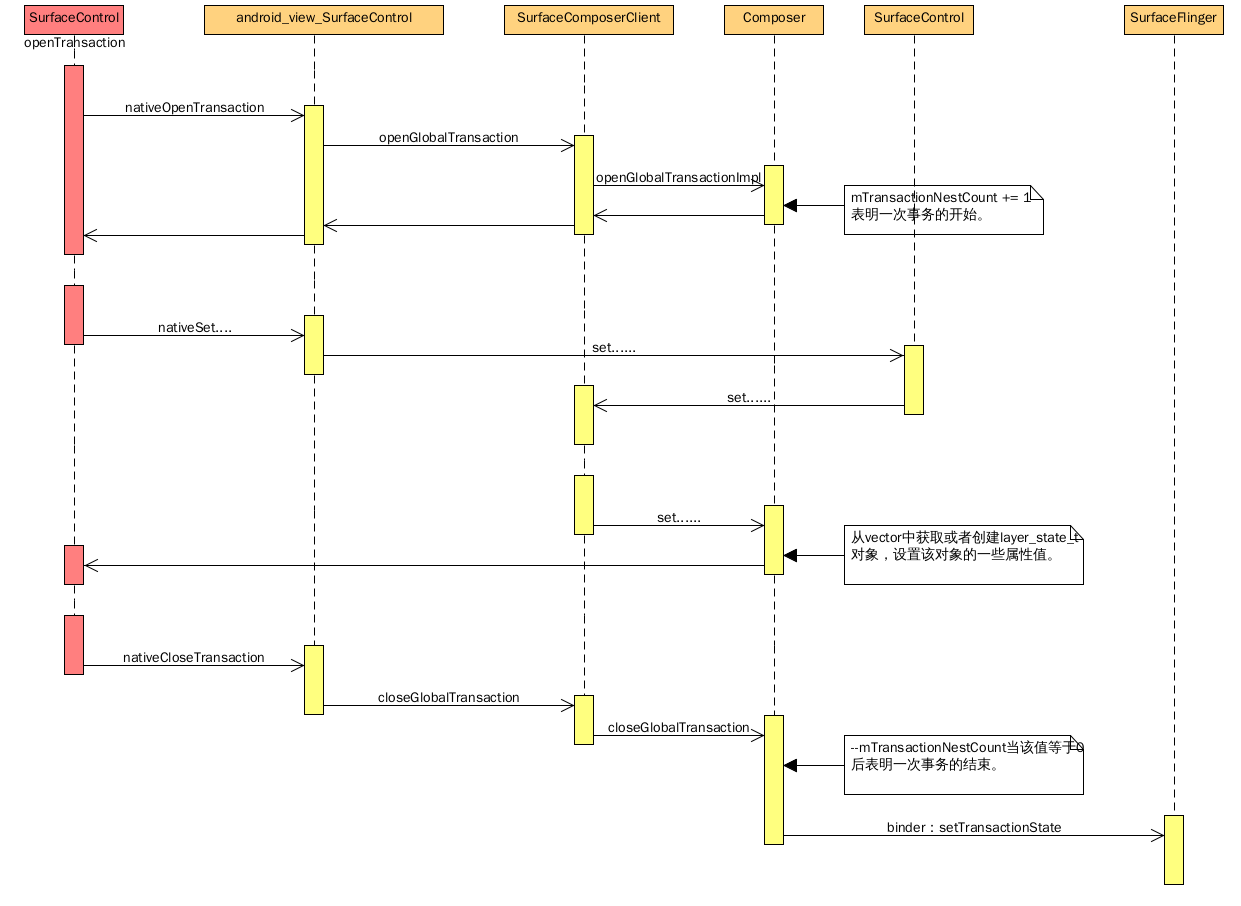 SurfaceControl
android_view_SurfaceControl
SurfaceComposerClient
Composer
SurfaceControl
SurfaceFlinger
openTransaction
nativeOpenTransaction
openGlobalTransaction
openGlobalTransactionImpl
mTransactionNestCount += 1
表明一次事务的开始。
nativeSet....
set......
set......
set......
从vector中获取或者创建layer_state_t
对象，设置该对象的一些属性值。
nativeCloseTransaction
closeGlobalTransaction
closeGlobalTransaction
--mTransactionNestCount当该值等于0
后表明一次事务的结束。
binder：setTransactionState